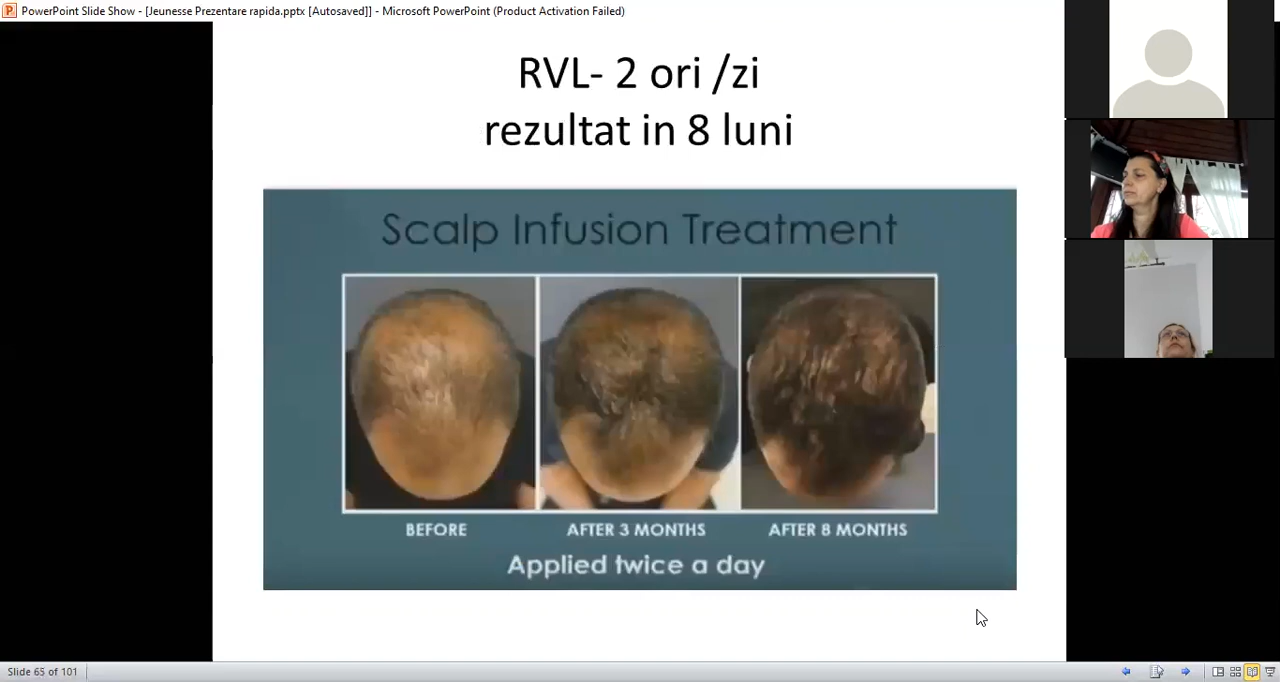 PowerPoint Slide Show - [Jeunesse Prezentare rapida.pptx [Autosaved]] - Microsoft PowerPoint (Product Activation Failed)
RVL- 2 ori /zi
rezultat in 8 luni
Scalp Infusion Treatment
BEFORE
AFTER 3 MONTHS
AFTER 8 MONTHS
Applied twice a day
Slide 65 of 101